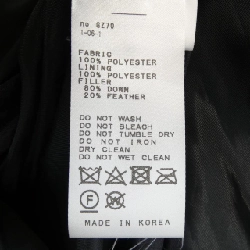 FABRIC
100% POLYESTER
LINING
100% POLYESTER
FILLER
80% DOWN
20% FEATHER
DO NOT WASH
DO NOT BLEACH
DO NOT TUMBLE DRY
DO NOT IRON
DRY CLEAN
DO NOT WET CLEAN
F W
MADE IN KOREA